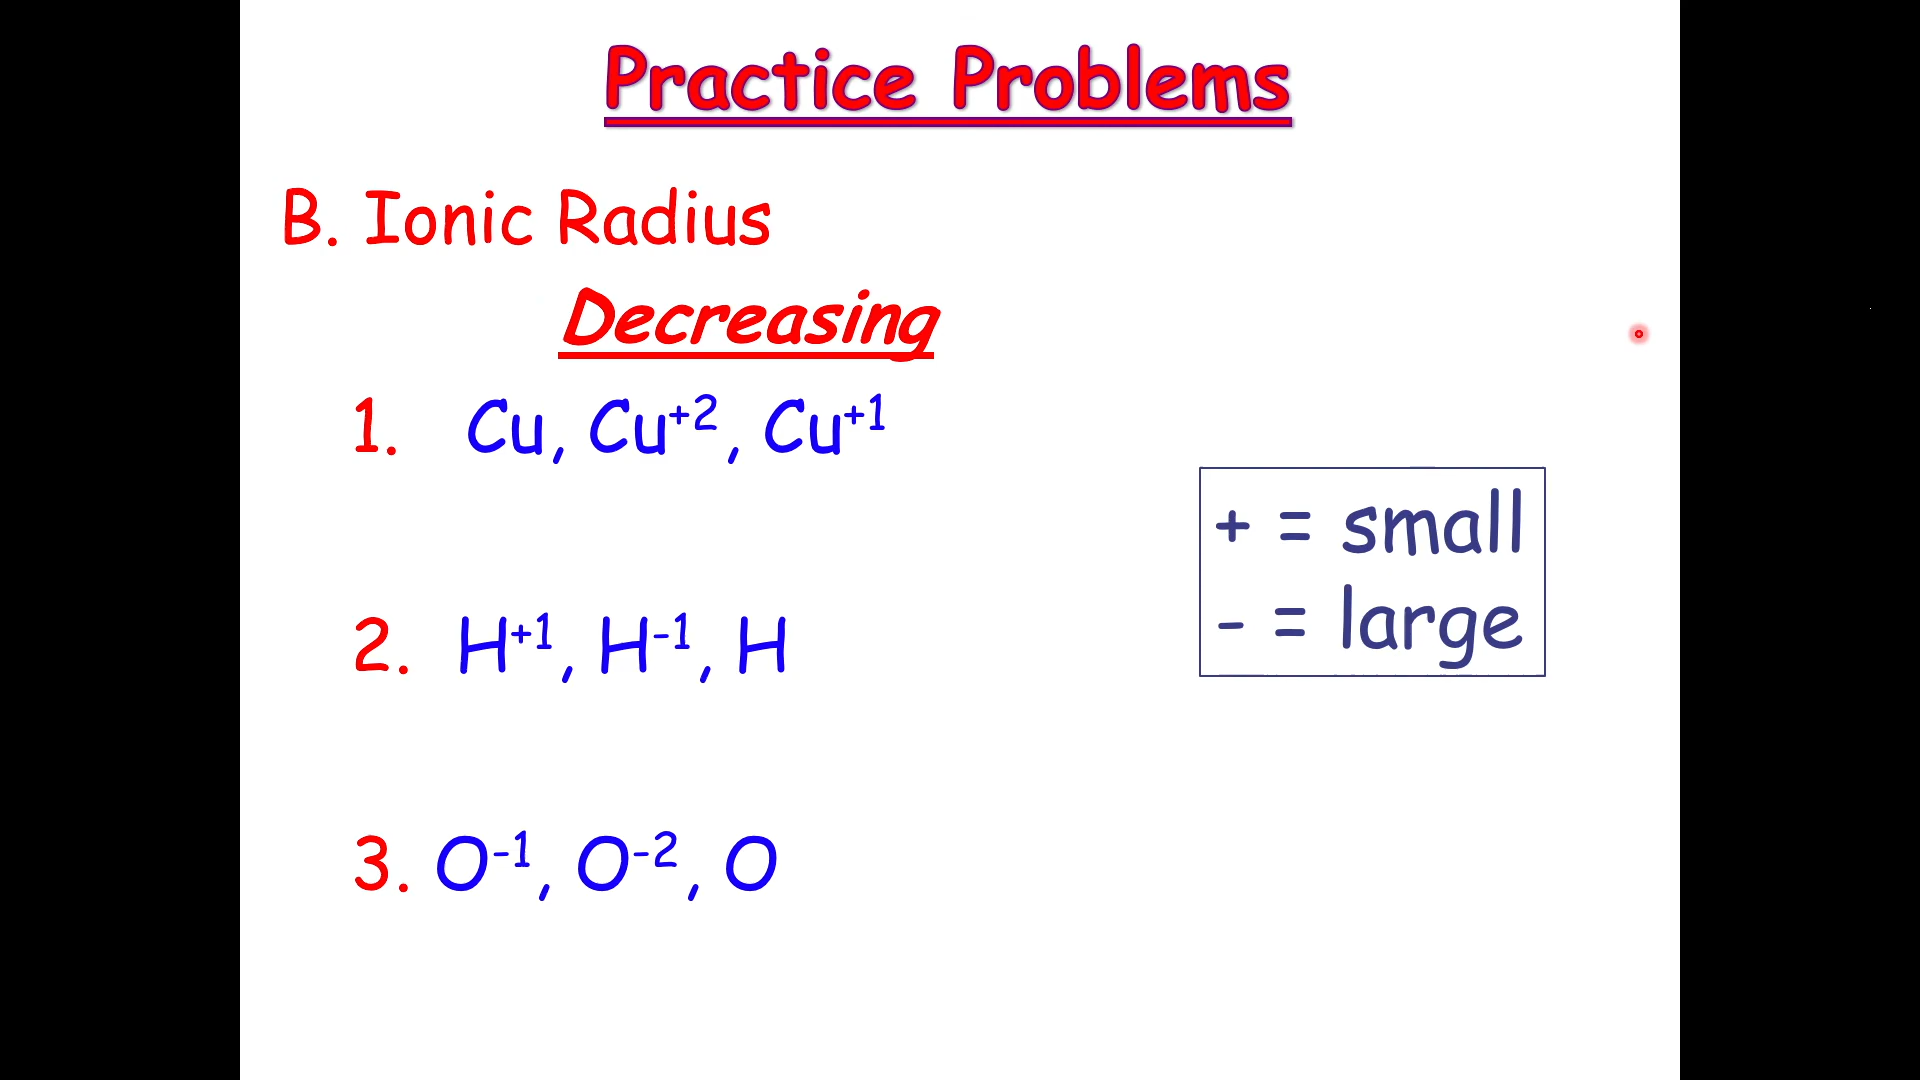 Practice Problems
B. Ionic Radius
Decreasing
1. Cu, Cu⁺², Cu⁺¹
+ = small
- = large
2. H⁺¹, H⁻¹, H
3. O⁻¹, O⁻², O